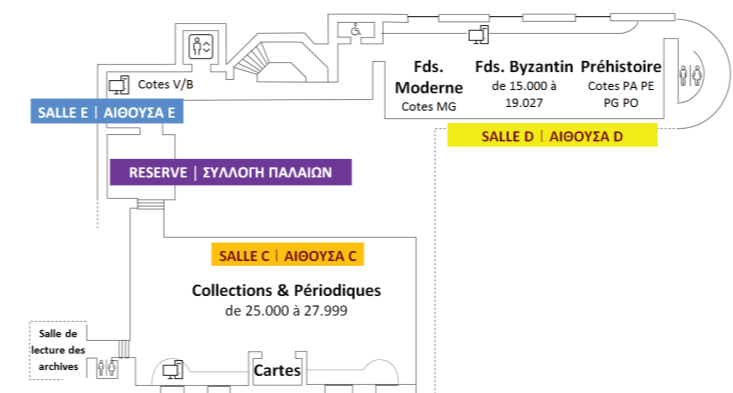 Cotes V/B
SALLE E | ΑΙΘΟΥΣΑ E
Fds.
Moderne
Cotes MG
Fds. Byzantin
de 15.000 à
19.027
Préhistoire
Cotes PA PE
PG PO
SALLE D | ΑΙΘΟΥΣΑ D
RESERVE | ΣΥΛΛΟΓΗ ΠΑΛΑΙΩΝ
SALLE C | ΑΙΘΟΥΣΑ C
Collections & Périodiques
de 25.000 à 27.999
Salle de
lecture des
archives
Cartes